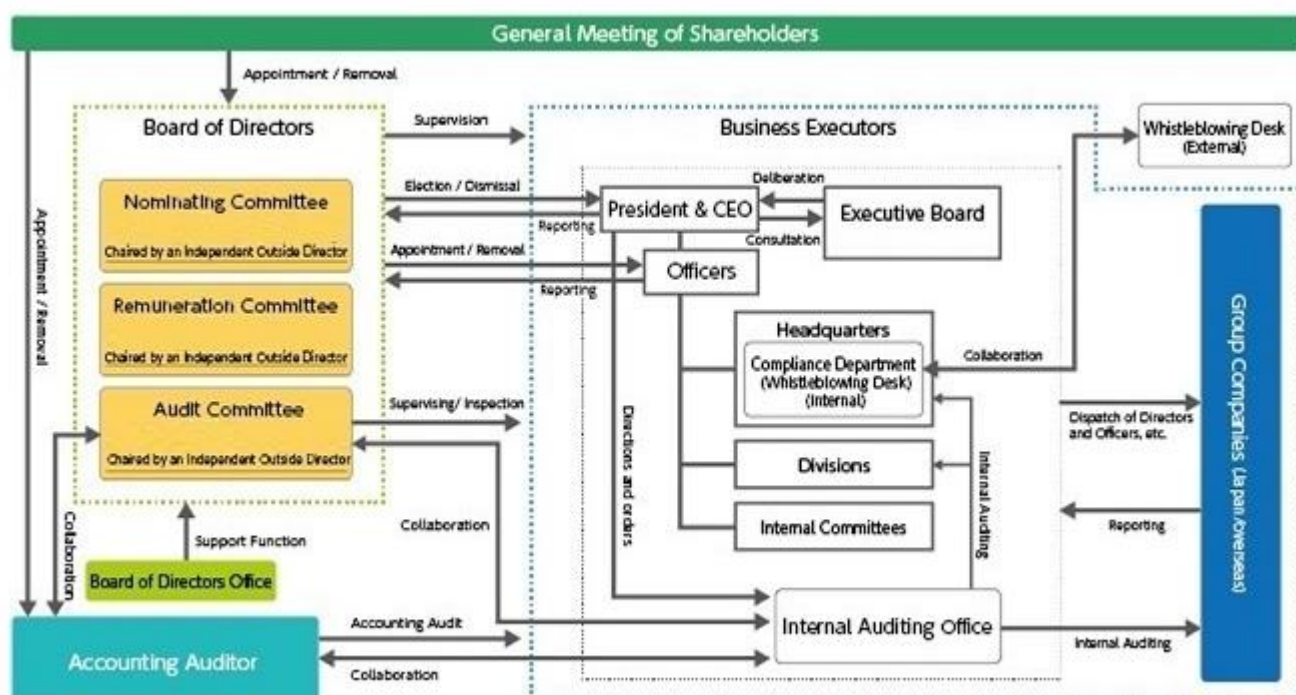 General Meeting of Shareholders
Appointment / Removal
Board of Directors
Supervision
Business Executors
Whistleblowing Desk
(External)
Nominating Committee
Chaired by an Independent Outside Director
Election / Dismissal
Reporting
President & CEO
Deliberation
Consultation
Executive Board
Appointment / Removal
Reporting
Officers
Appointment / Removal
Remuneration Committee
Chaired by an Independent Outside Director
Headquarters
Compliance Department
(Whistleblowing Desk)
(Internal)
Collaboration
Audit Committee
Chaired by an Independent Outside Director
Supervising/ Inspection
Dispatch of Directors
and Officers, etc.
Group Companies (Japan/overseas)
Directions and orders
Divisions
Internal Auditing
Internal Committees
Collaboration
Collaboration
Reporting
Support Function
Board of Directors Office
Accounting Auditor
Accounting Audit
Collaboration
Internal Auditing Office
Internal Auditing